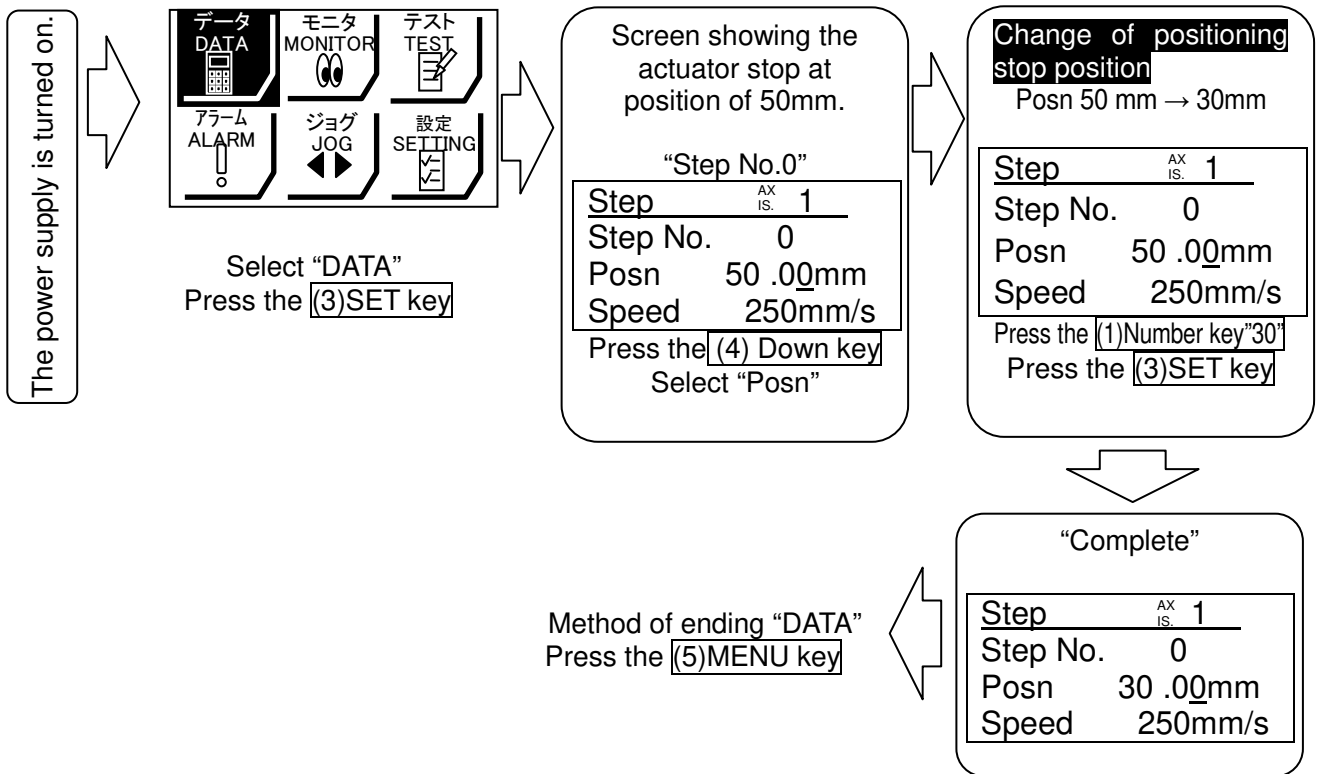 The power supply is turned on.
データ
DATA
モニタ
MONITOR
テスト
TEST
アラーム
ALARM
ジョグ
JOG
設定
SETTING
Select “DATA”
Press the (3)SET key
Screen showing the
actuator stop at
position of 50mm.
“Step No.0”
Step AX IS. 1
Step No. 0
Posn 50 .00mm
Speed 250mm/s
Press the (4) Down key
Select “Posn”
Change of positioning
stop position
Posn 50 mm → 30mm
Step AX IS. 1
Step No. 0
Posn 50 .00mm
Speed 250mm/s
Press the (1)Number key”30”
Press the (3)SET key
“Complete”
Step AX IS. 1
Step No. 0
Posn 30 .00mm
Speed 250mm/s
Method of ending “DATA”
Press the (5)MENU key